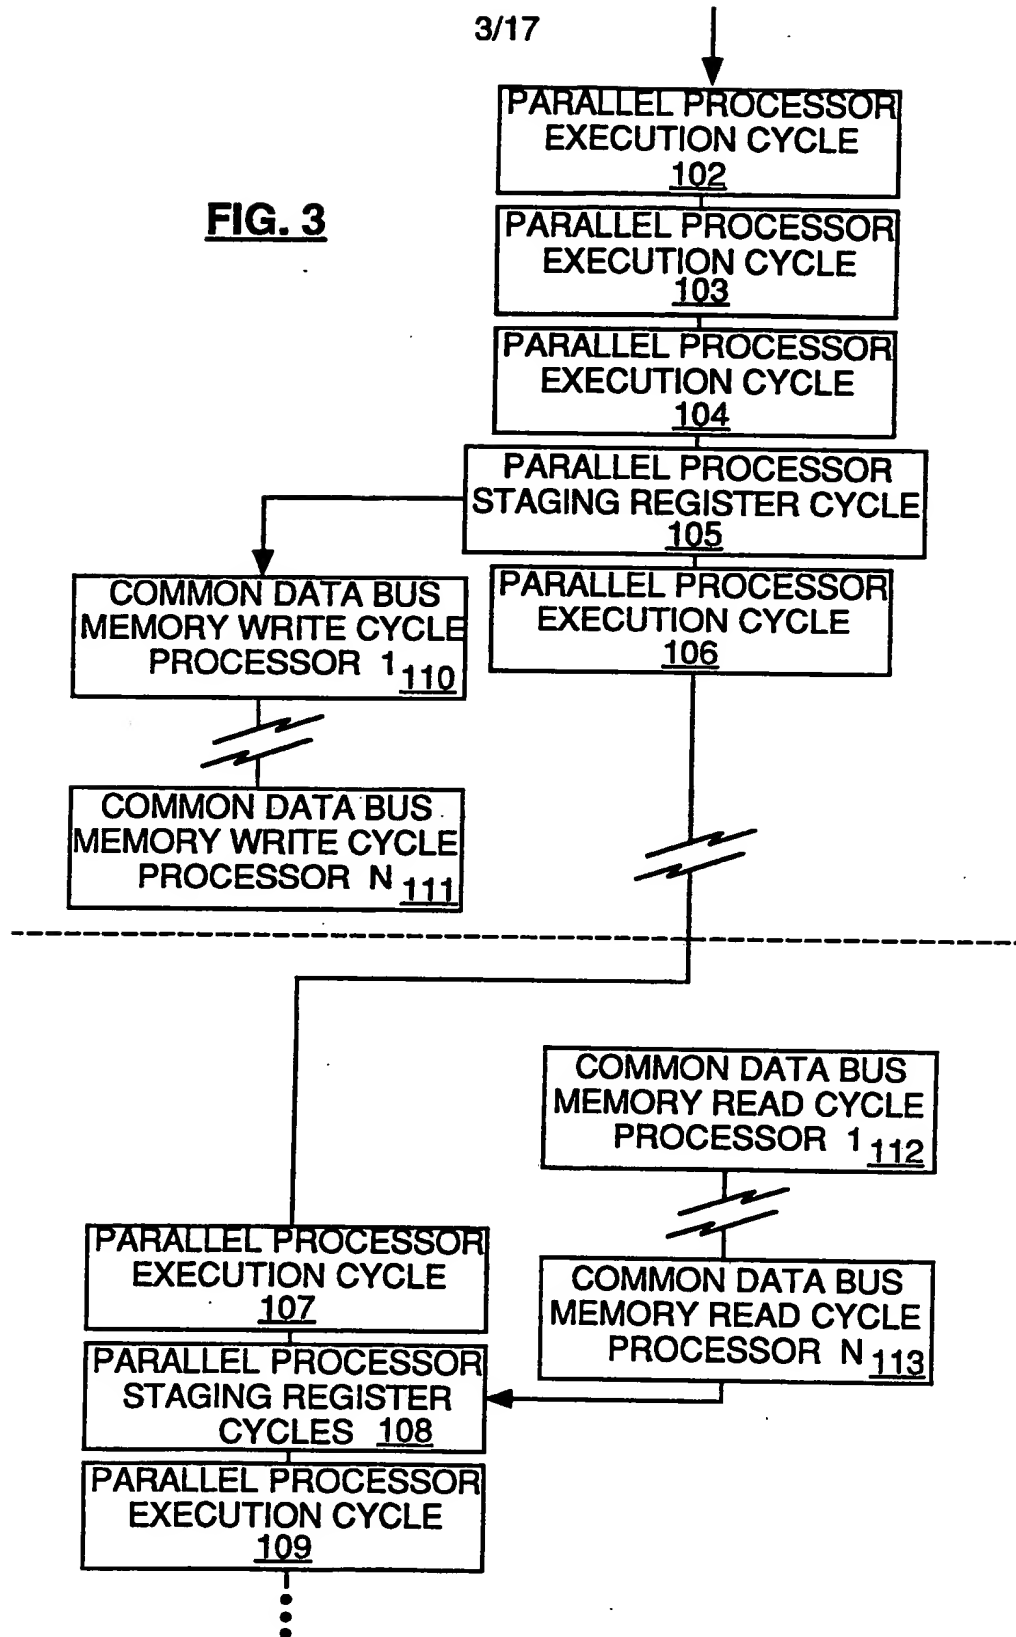 3/17
PARALLEL PROCESSOR
EXECUTION CYCLE
102
FIG. 3
PARALLEL PROCESSOR
EXECUTION CYCLE
103
PARALLEL PROCESSOR
EXECUTION CYCLE
104
PARALLEL PROCESSOR
STAGING REGISTER CYCLE
105
COMMON DATA BUS
MEMORY WRITE CYCLE
PROCESSOR 1 110
PARALLEL PROCESSOR
EXECUTION CYCLE
106
COMMON DATA BUS
MEMORY WRITE CYCLE
PROCESSOR N 111
COMMON DATA BUS
MEMORY READ CYCLE
PROCESSOR 1 112
PARALLEL PROCESSOR
EXECUTION CYCLE
107
COMMON DATA BUS
MEMORY READ CYCLE
PROCESSOR N 113
PARALLEL PROCESSOR
STAGING REGISTER
CYCLES 108
PARALLEL PROCESSOR
EXECUTION CYCLE
109